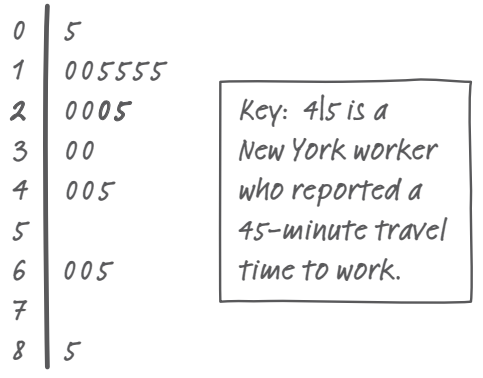 0 | 5
1 | 005555
2 | 0005
3 | 00
4 | 005
5 |
6 | 005
7 |
8 | 5
Key: 4|5 is a
New York worker
who reported a
45-minute travel
time to work.